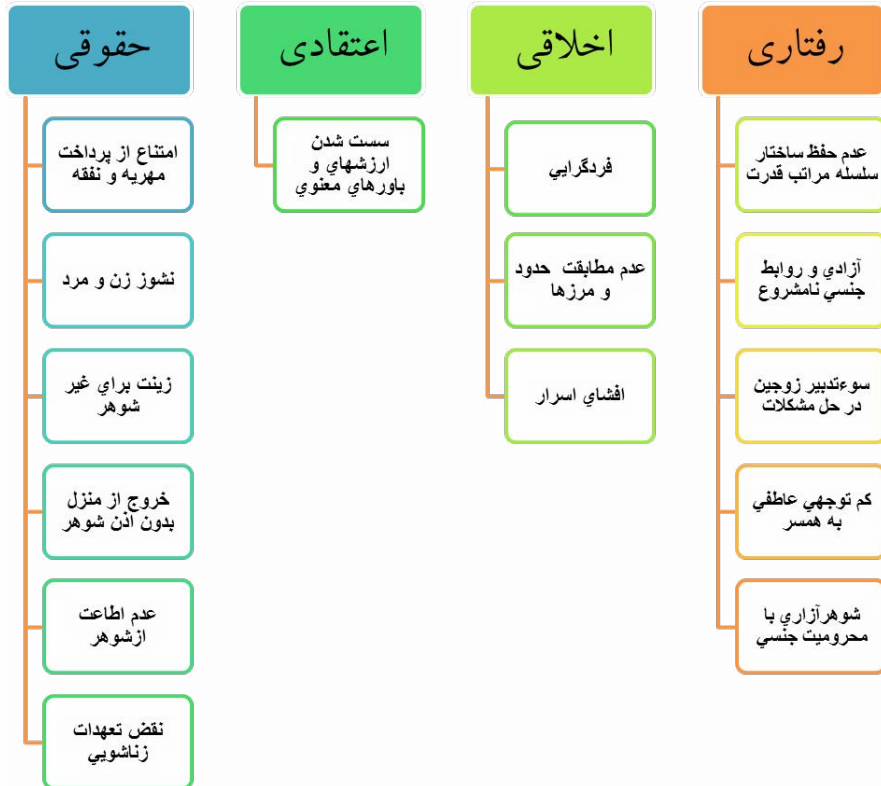 رفتاری
عدم حفظ ساختار
سلسله مراتب قدرت
آزادي و روابط
جنسي نامشروع
سوءتدبير زوجين
در حل مشكلات
كم توجهي عاطفي
به همسر
شوهرآزاري با
محروميت جنسي
اخلاقی
فردگرايي
عدم مطابقت حدود
و مرزها
افشاي اسرار
اعتقادی
سست شدن
ارزشهاي و
باورهاي معنوي
حقوقی
امتناع از پرداخت
مهريه و نفقه
نشوز زن و مرد
زينت براي غير
شوهر
خروج از منزل
بدون اذن شوهر
عدم اطاعت
ازشوهر
نقض تعهدات
زناشويي